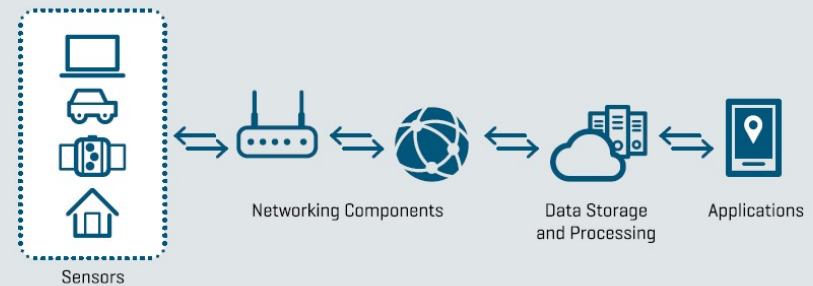 Networking Components
Data Storage
and Processing
Applications
Sensors